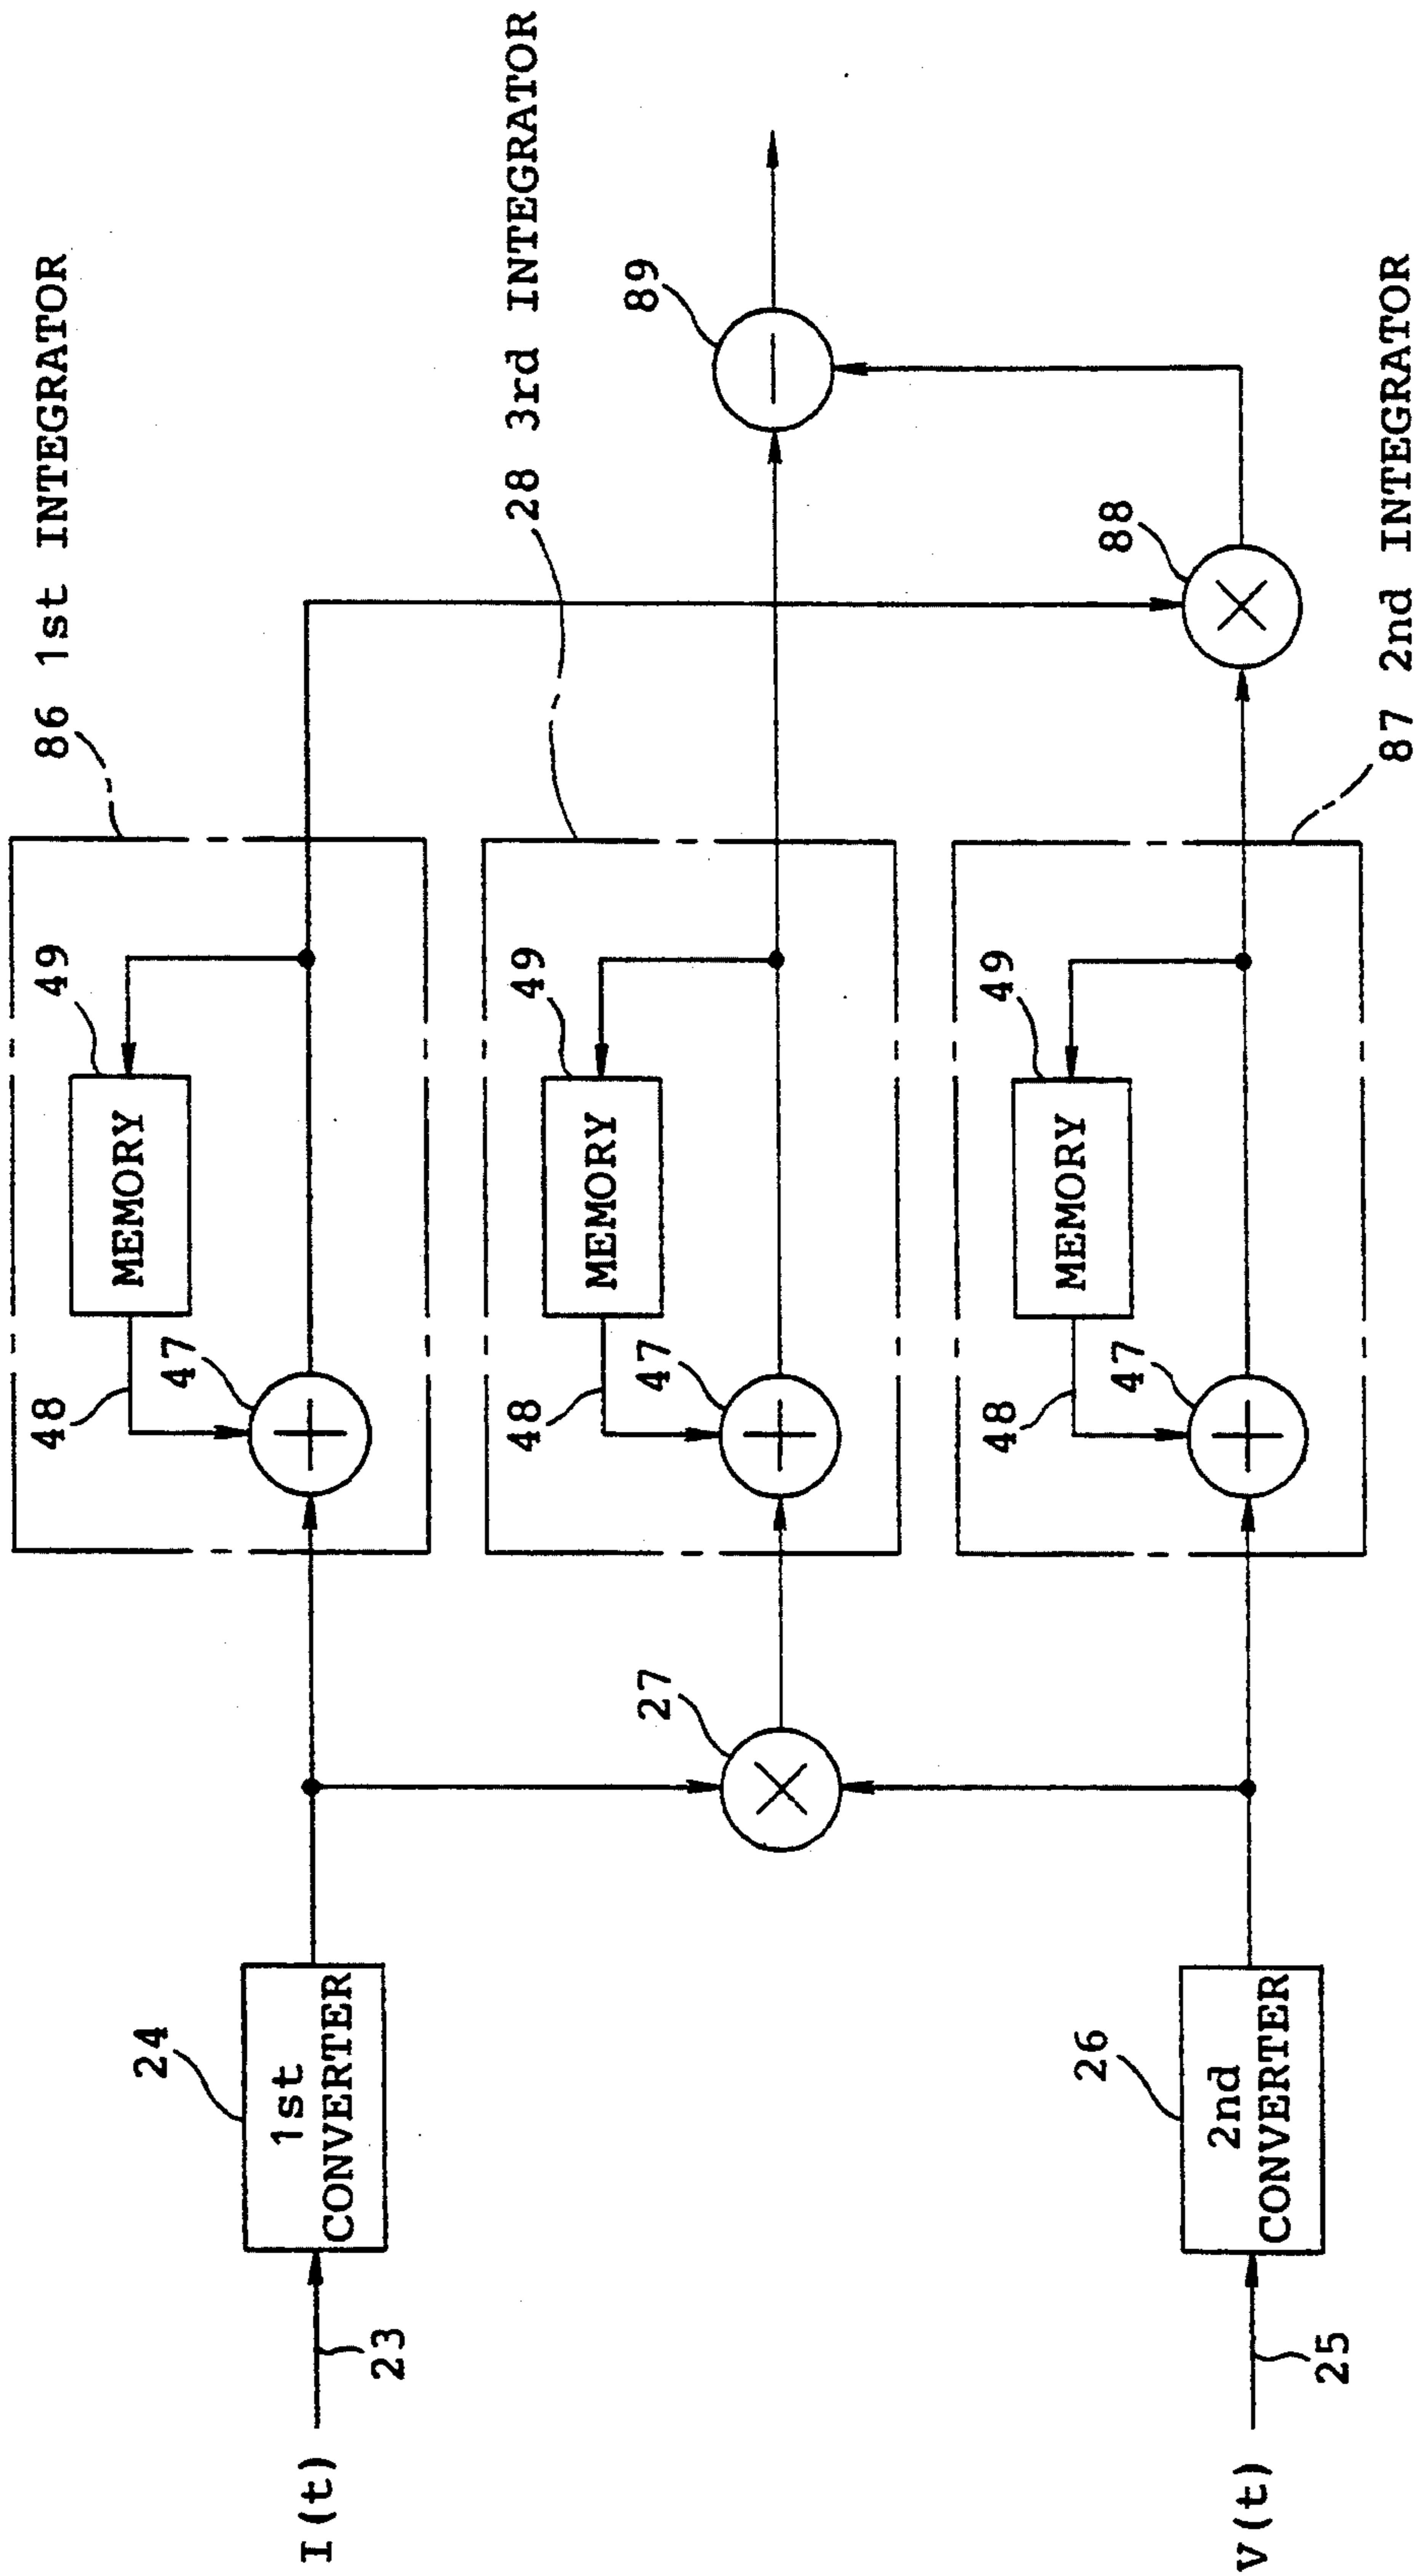 86 1st INTEGRATOR
49
MEMORY
48
47
28 3rd INTEGRATOR
49
MEMORY
48
47
87 2nd INTEGRATOR
49
MEMORY
48
47
I(t)
23
24
1st
CONVERTER
V(t)
25
26
2nd
CONVERTER
27
88
89